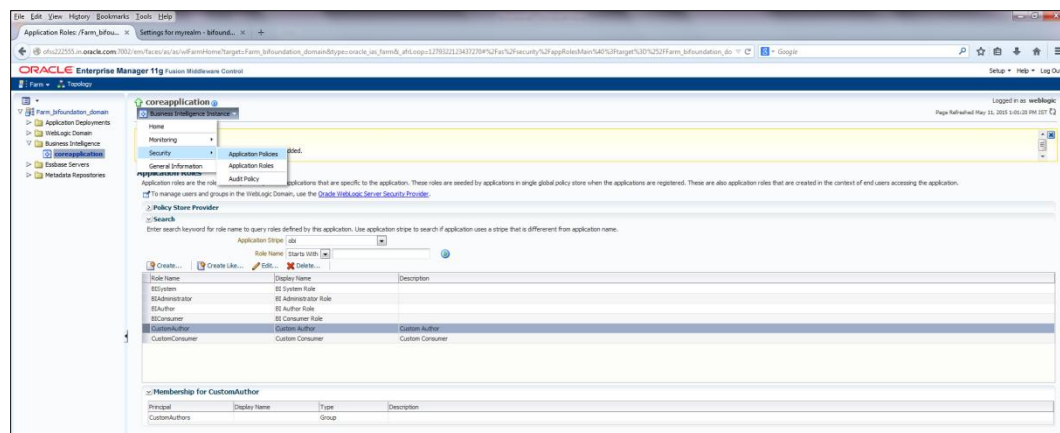 File Edit View History Bookmarks Tools Help
Application Roles: /Farm_bifou... × Settings for myrealm - bifound... × +
Google
ORACLE Enterprise Manager 11g Fusion Middleware Control
Setup Help Log Ou
Farm Topology
Logged in as weblogic
Page Refreshed May 11, 2015 1:01:20 PM IST
Farm_bifoundation_domain
Application Deployments
WebLogic Domain
Business Intelligence
coreapplication
Essbase Servers
Metadata Repositories
coreapplication
Business Intelligence Instance
Home
Monitoring
Security
General Information
Application Policies
Application Roles
Audit Policy
dded.
Application Roles
Application roles are the role
applications that are specific to the application. These roles are seeded by applications in single global policy store when the applications are registered. These are also application roles that are created in the context of end users accessing the application.
To manage users and groups in the WebLogic Domain, use the Oracle WebLogic Server Security Provider.
Policy Store Provider
Search
Enter search keyword for role name to query roles defined by this application. Use application stripe to search if application uses a stripe that is differerent from application name.
Application Stripe obi
Role Name Starts With
Create... Create Like... Edit... Delete...
Role Name Display Name Description
BISystem BI System Role
BIAdministrator BI Administrator Role
BIAuthor BI Author Role
BIConsumer BI Consumer Role
CustomAuthor Custom Author Custom Author
CustomConsumer Custom Consumer Custom Consumer
Membership for CustomAuthor
Principal Display Name Type Description
CustomAuthors Group